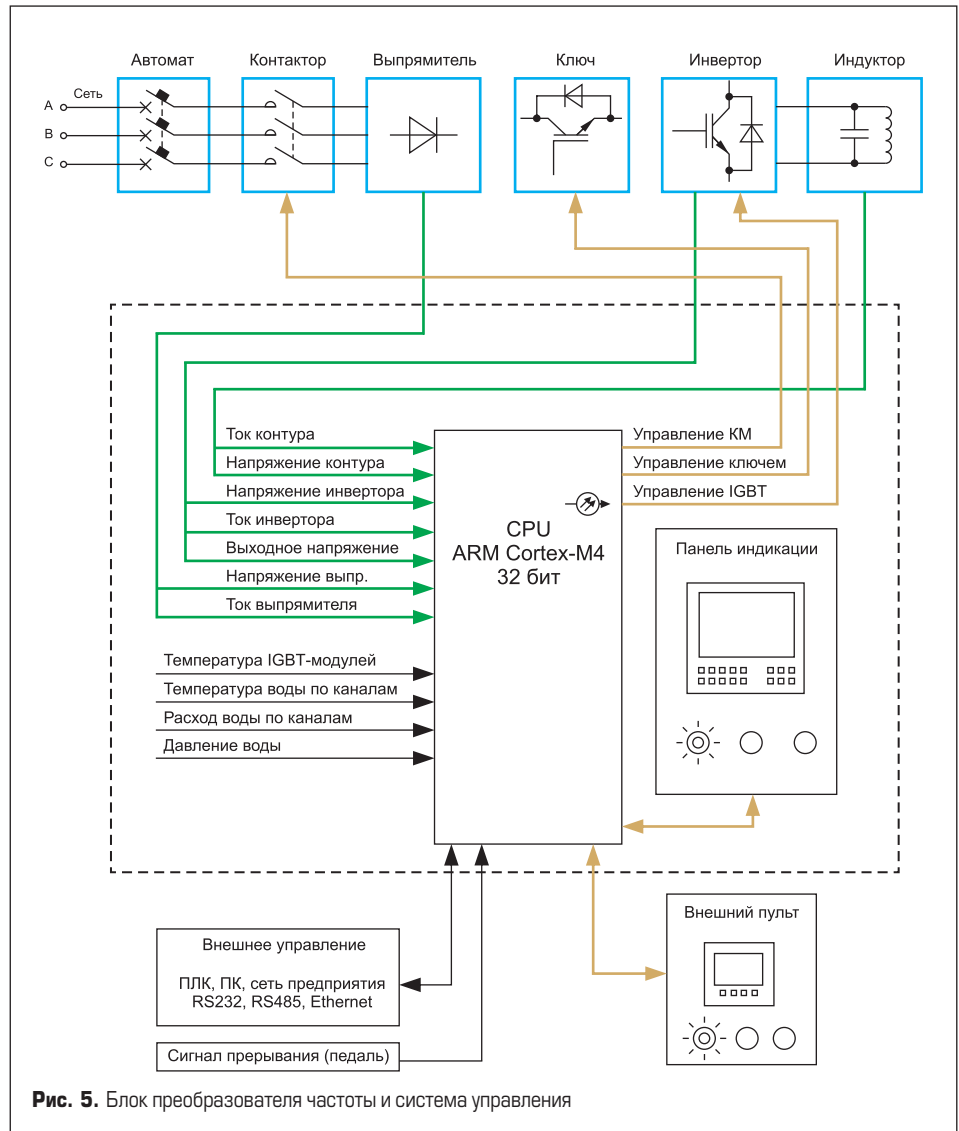 Автомат
Контактор
Выпрямитель
Ключ
Инвертор
Индуктор
Сеть
A
B
C
Ток контура
Напряжение контура
Напряжение инвертора
Ток инвертора
Выходное напряжение
Напряжение выпр.
Ток выпрямителя
Температура IGBT-модулей
Температура воды по каналам
Расход воды по каналам
Давление воды
CPU
ARM Cortex-M4
32 бит
Управление КМ
Управление ключем
Управление IGBT
Панель индикации
Внешний пульт
Внешнее управление
ПЛК, ПК, сеть предприятия
RS232, RS485, Ethernet
Сигнал прерывания (педаль)
Рис. 5. Блок преобразователя частоты и система управления